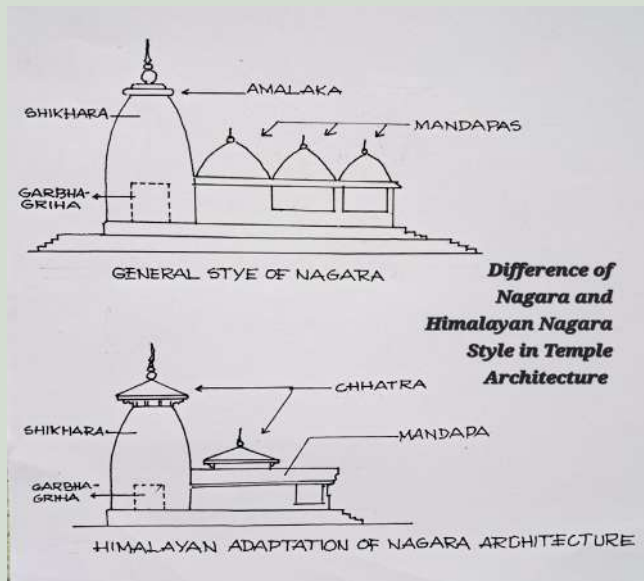 AMALAKA
SHIKHARA
MANDAPAS
GARBHA-
GRIHA
GENERAL STYE OF NAGARA
Difference of
Nagara and
Himalayan Nagara
Style in Temple
Architecture
CHHATRA
SHIKHARA
MANDAPA
GARBHA-
GRIHA
HIMALAYAN ADAPTATION OF NAGARA ARCHITECTURE